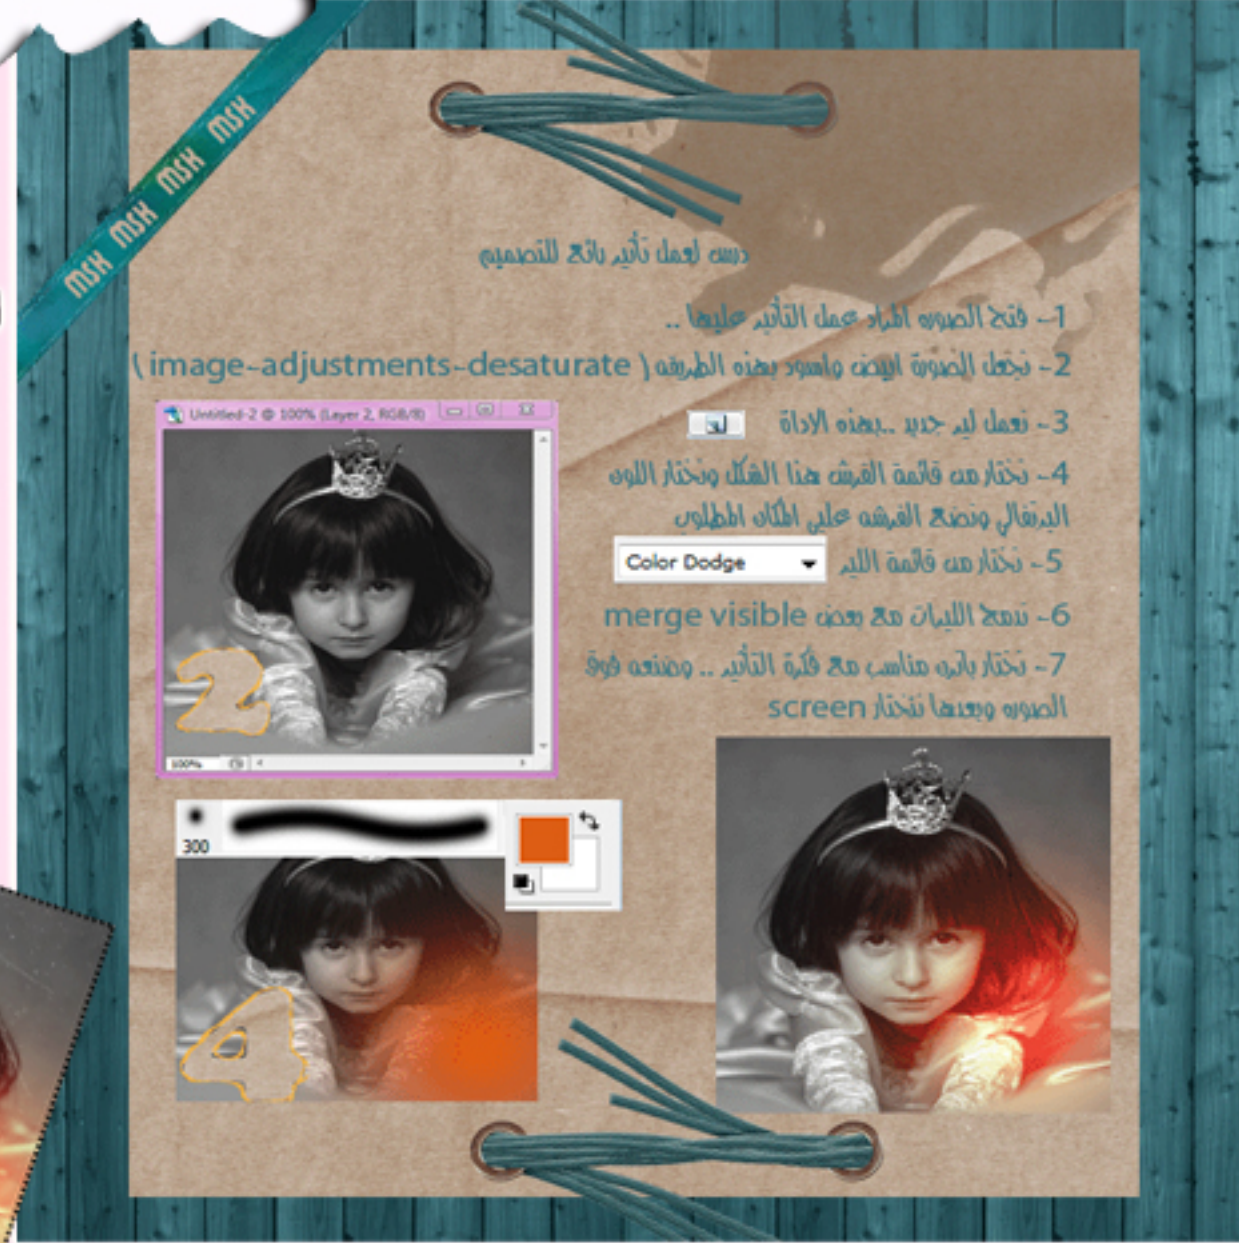 MSK MSK MSK MSK
درس لعمل تأثير رائع للتصميم
1- فتح الصوره المراد عمل التأثير عليها ..
2- نجعل الصورة ابيض واسود بهذه الطريقه ( image-adjustments-desaturate )
3- نعمل لير جديد ..بهذه الاداة
4- نختار من قائمة الفرش هذا الشكل ونختار اللون
البرتقالي ونضع الفرشه على المكان المطلوب
5- نختار من قائمة اللير Color Dodge
6- ندمج الليرات مع بعض merge visible
7- نختار باترن مناسب مع فكرة التأثير .. ونضعه فوق
الصوره وبعدها نختار screen
Untitled-2 @ 100% (Layer 2, RGB/8)
2
100%
300
4